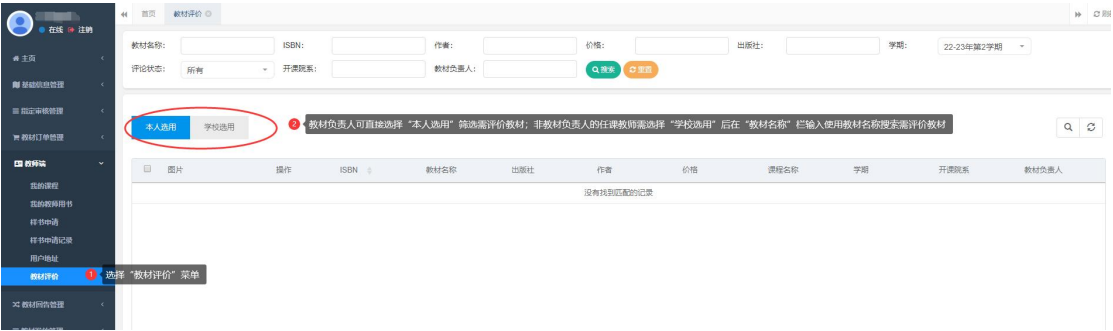 首页 教材评价
在线 注销
教材名称: ISBN: 作者: 价格: 出版社: 学期: 22-23年第2学期
评论状态: 所有 开课院系: 教材负责人: 搜索 重置
主页
基础信息管理
指定审核管理
教材订单管理
教师端
我的课程
我的教师用书
样书申请
样书申请记录
用户地址
教材评价
教材回告管理
本人选用 学校选用
2 教材负责人可直接选择“本人选用”筛选需评价教材；非教材负责人的任课教师需选择“学校选用”后在“教材名称”栏输入使用教材名称搜索需评价教材
图片 操作 ISBN 教材名称 出版社 作者 价格 课程名称 学期 开课院系 教材负责人
没有找到匹配的记录
1 选择“教材评价”菜单